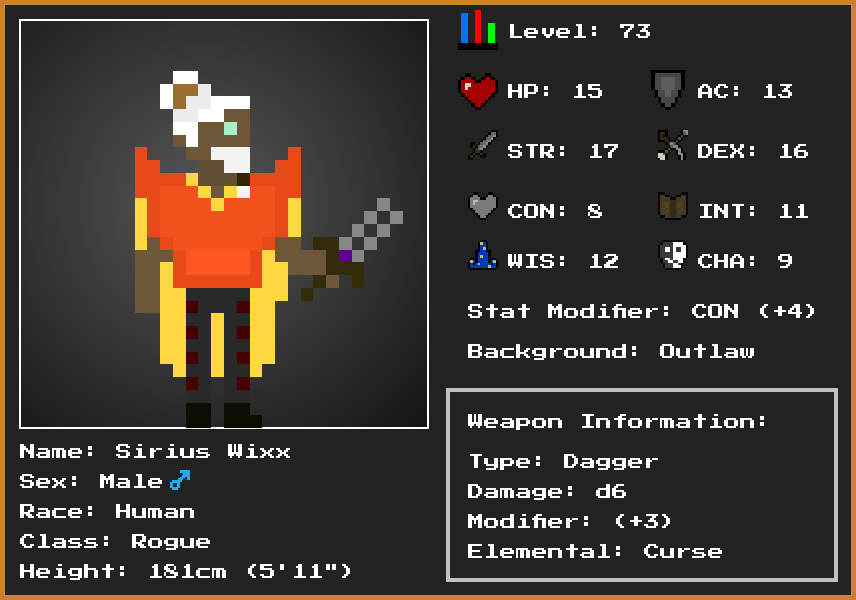 Level: 73
HP: 15
AC: 13
STR: 17
DEX: 16
CON: 8
INT: 11
WIS: 12
CHA: 9
Stat Modifier: CON (+4)
Background: Outlaw
Weapon Information:
Type: Dagger
Damage: d6
Modifier: (+3)
Elemental: Curse
Name: Sirius Wixx
Sex: Male♂
Race: Human
Class: Rogue
Height: 181cm (5'11")